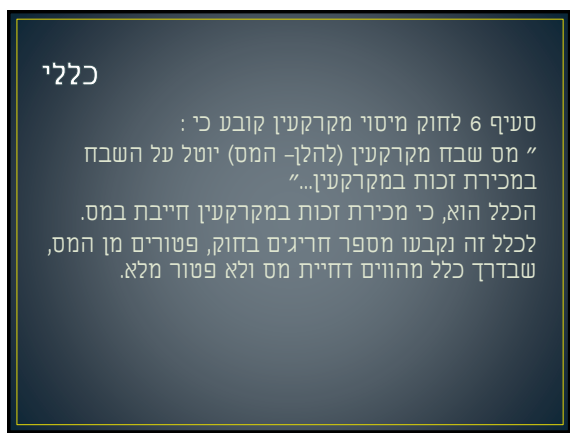 כללי
סעיף 6 לחוק מיסוי מקרקעין קובע כי :
״ מס שבח מקרקעין (להלן– המס) יוטל על השבח
במכירת זכות במקרקעין...״
הכלל הוא, כי מכירת זכות במקרקעין חייבת במס.
לכלל זה נקבעו מספר חריגים בחוק, פטורים מן המס,
שבדרך כלל מהווים דחיית מס ולא פטור מלא.